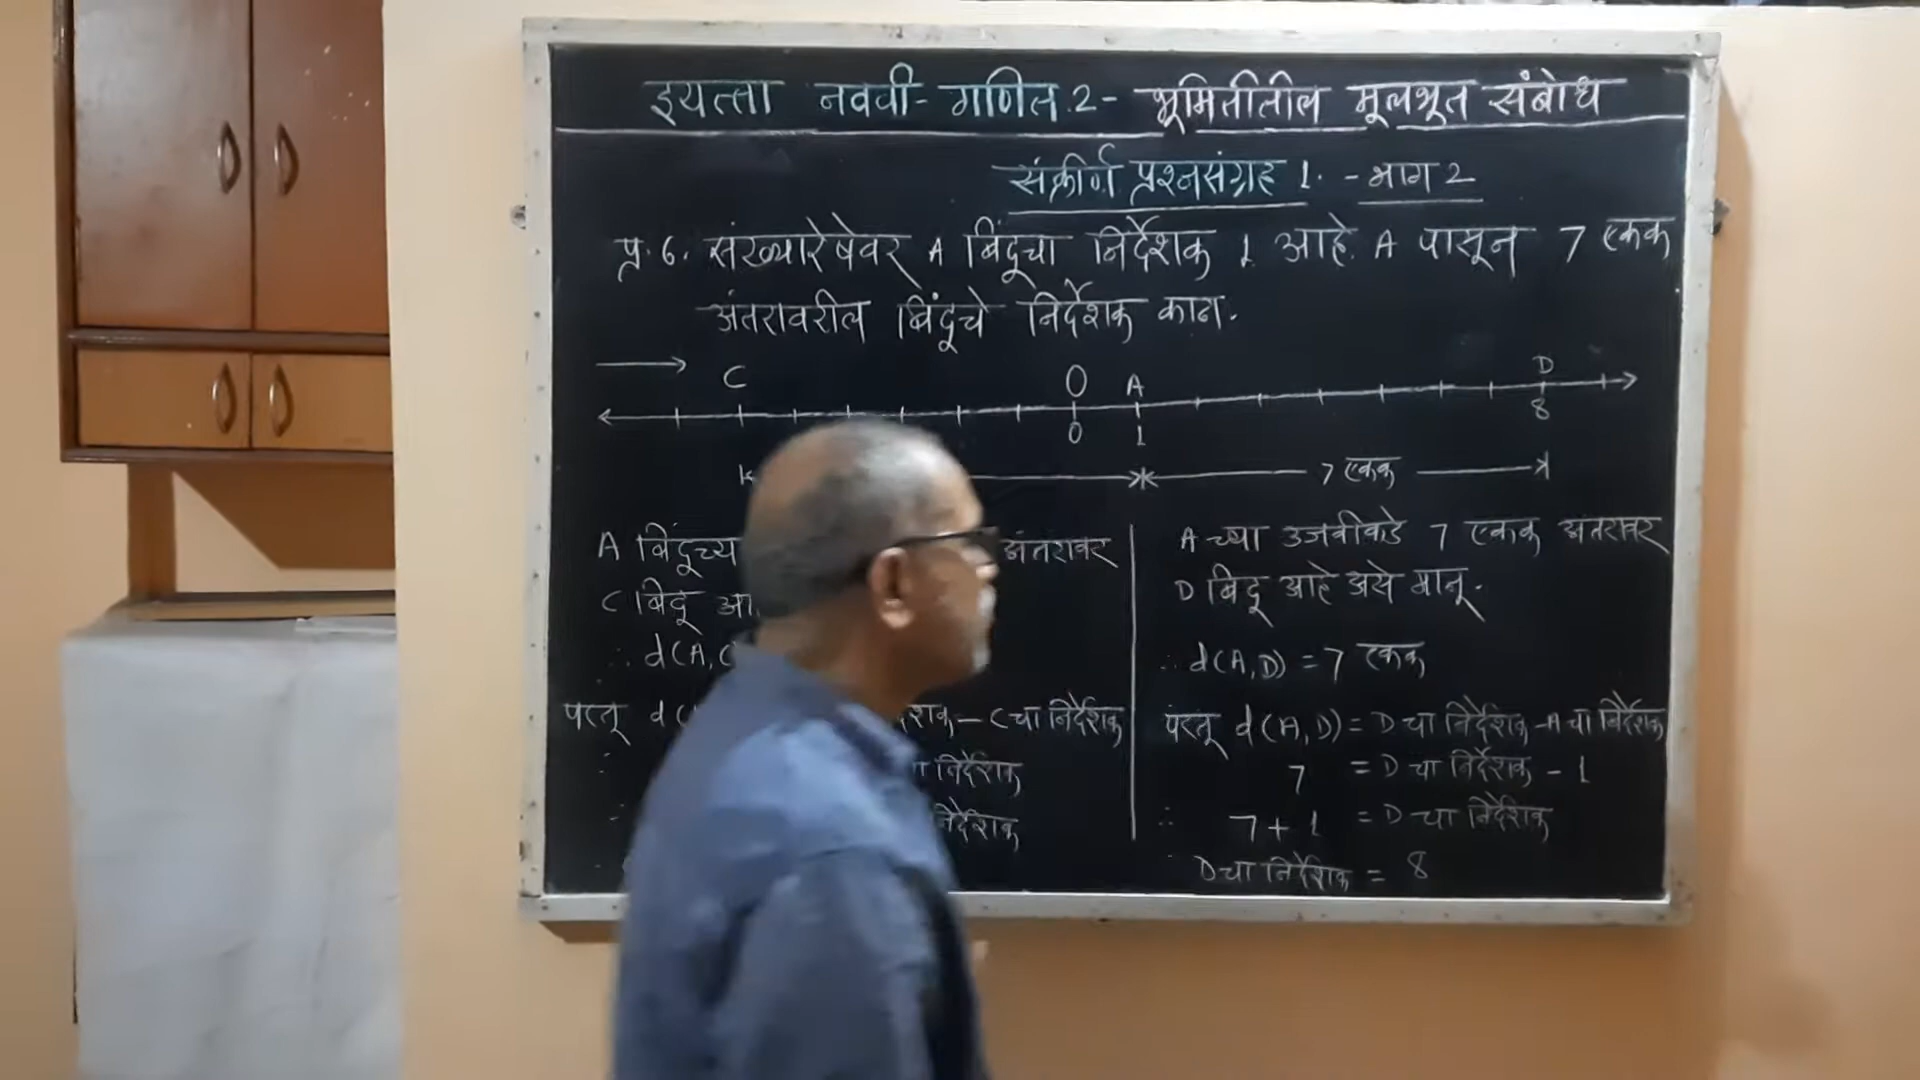 इयत्ता नववी - गणित.2 - भूमितीतील मूलभूत संबोध
संकीर्ण प्रश्नसंग्रह 1. - भाग 2
प्र. 6. संख्यारेषेवर A बिंदूचा निर्देशक 1 आहे. A पासून 7 एकक
अंतरावरील बिंदूंचे निर्देशक काढा.
C O A D
0 1 8
7 एकक
A बिंदूच्या अंतरावर
C बिंदू
∴ d(A,C
परंतू d( - C चा निर्देशक
निर्देशक
निर्देशक
A च्या उजवीकडे 7 एकक अंतरावर
D बिंदू आहे असे मानू.
∴ d(A,D) = 7 एकक
परंतू d(A,D) = D चा निर्देशक - A चा निर्देशक
7 = D चा निर्देशक - 1
∴ 7 + 1 = D चा निर्देशक
∴ D चा निर्देशक = 8